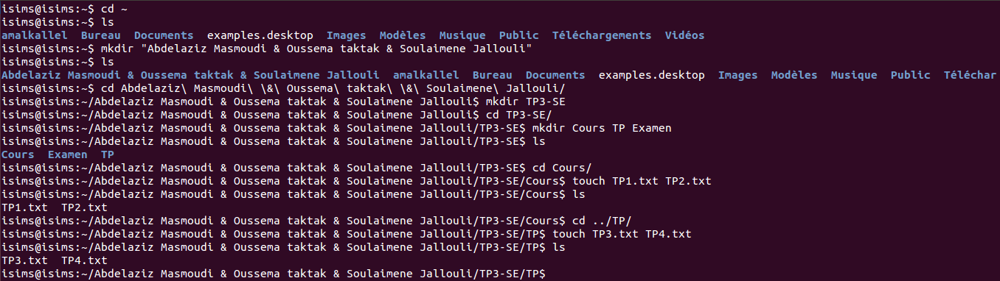 isims@isims:~$ cd ~
isims@isims:~$ ls
amalkallel  Bureau  Documents  examples.desktop  Images  Modèles  Musique  Public  Téléchargements  Vidéos
isims@isims:~$ mkdir "Abdelaziz Masmoudi & Oussema taktak & Soulaimene Jallouli"
isims@isims:~$ ls
Abdelaziz Masmoudi & Oussema taktak & Soulaimene Jallouli  amalkallel  Bureau  Documents  examples.desktop  Images  Modèles  Musique  Public  Téléchar
isims@isims:~$ cd Abdelaziz\ Masmoudi\ \&\ Oussema\ taktak\ \&\ Soulaimene\ Jallouli/
isims@isims:~/Abdelaziz Masmoudi & Oussema taktak & Soulaimene Jallouli$ mkdir TP3-SE
isims@isims:~/Abdelaziz Masmoudi & Oussema taktak & Soulaimene Jallouli$ cd TP3-SE/
isims@isims:~/Abdelaziz Masmoudi & Oussema taktak & Soulaimene Jallouli/TP3-SE$ mkdir Cours TP Examen
isims@isims:~/Abdelaziz Masmoudi & Oussema taktak & Soulaimene Jallouli/TP3-SE$ ls
Cours  Examen  TP
isims@isims:~/Abdelaziz Masmoudi & Oussema taktak & Soulaimene Jallouli/TP3-SE$ cd Cours/
isims@isims:~/Abdelaziz Masmoudi & Oussema taktak & Soulaimene Jallouli/TP3-SE/Cours$ touch TP1.txt TP2.txt
isims@isims:~/Abdelaziz Masmoudi & Oussema taktak & Soulaimene Jallouli/TP3-SE/Cours$ ls
TP1.txt  TP2.txt
isims@isims:~/Abdelaziz Masmoudi & Oussema taktak & Soulaimene Jallouli/TP3-SE/Cours$ cd ../TP/
isims@isims:~/Abdelaziz Masmoudi & Oussema taktak & Soulaimene Jallouli/TP3-SE/TP$ touch TP3.txt TP4.txt
isims@isims:~/Abdelaziz Masmoudi & Oussema taktak & Soulaimene Jallouli/TP3-SE/TP$ ls
TP3.txt  TP4.txt
isims@isims:~/Abdelaziz Masmoudi & Oussema taktak & Soulaimene Jallouli/TP3-SE/TP$